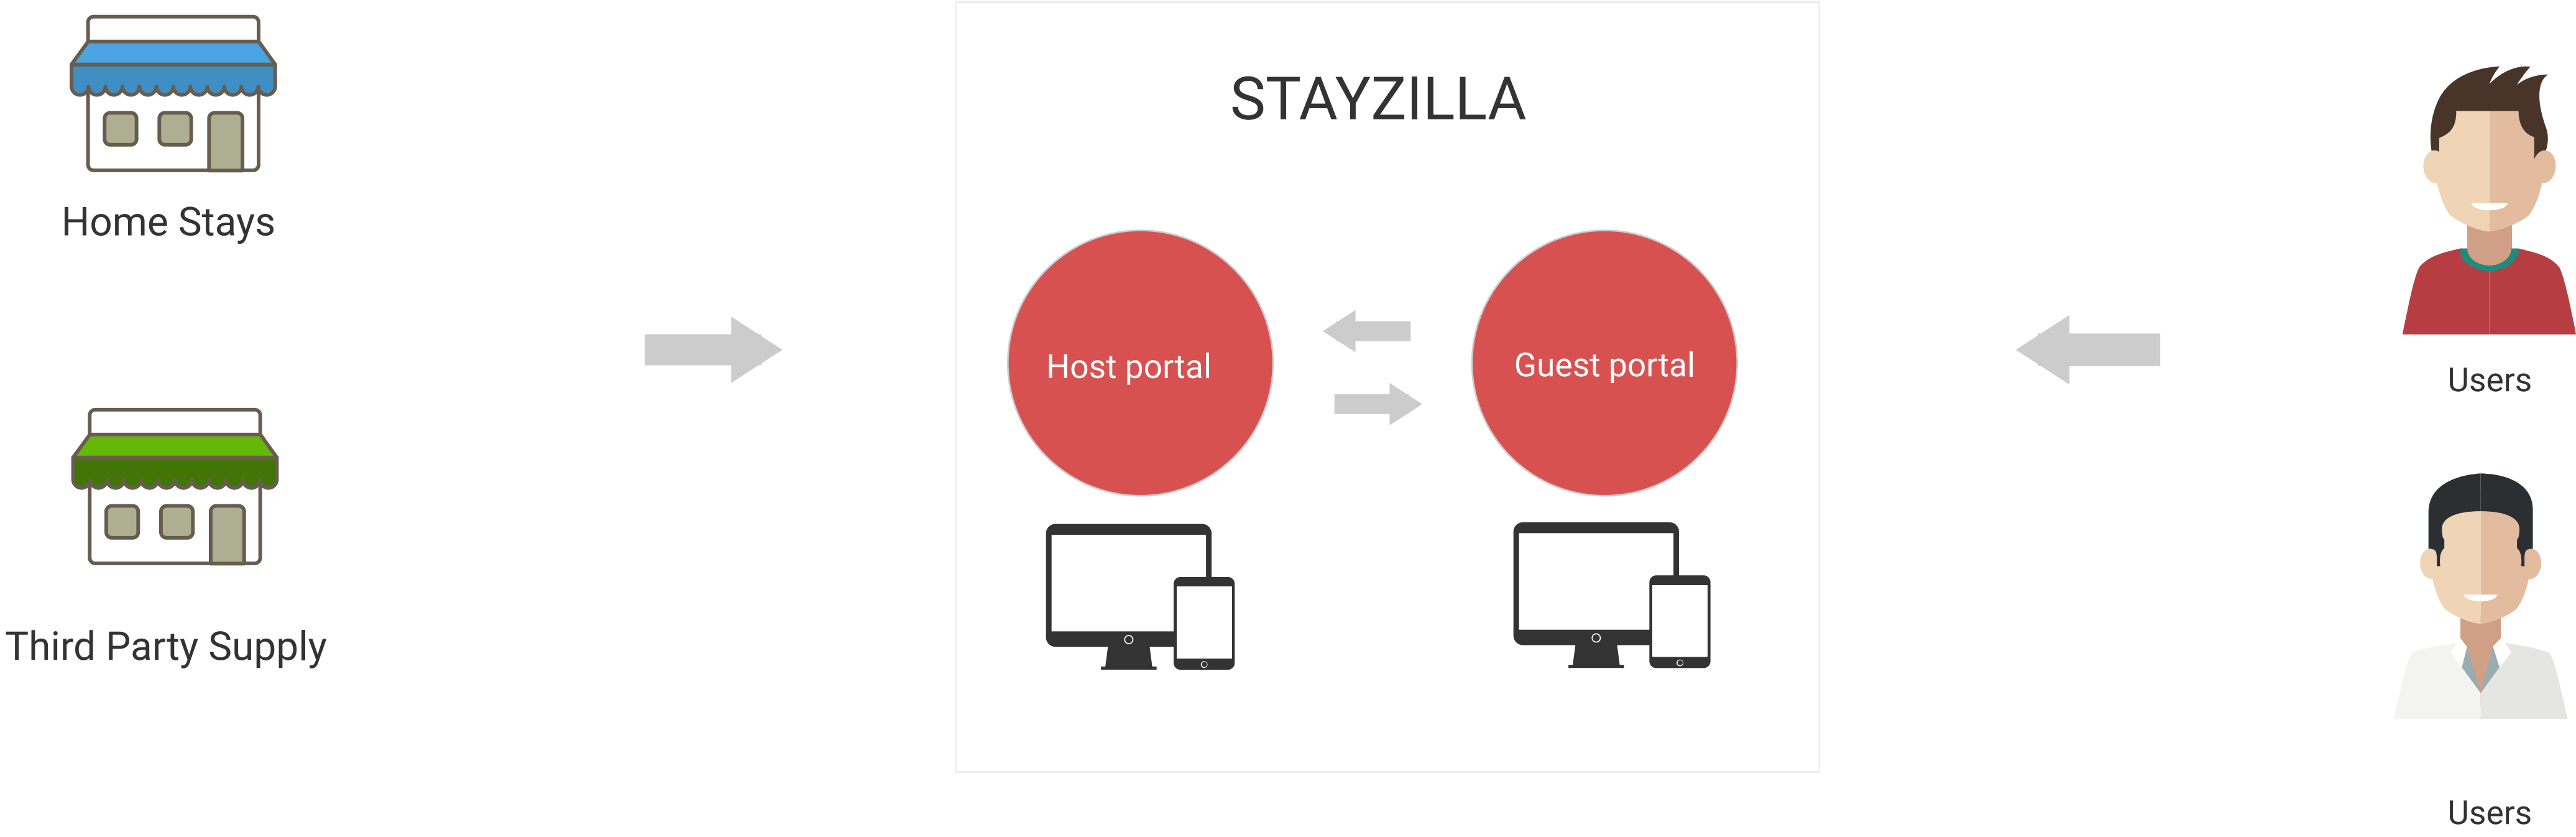 STAYZILLA
Home Stays
Third Party Supply
Host portal
Guest portal
Users
Users